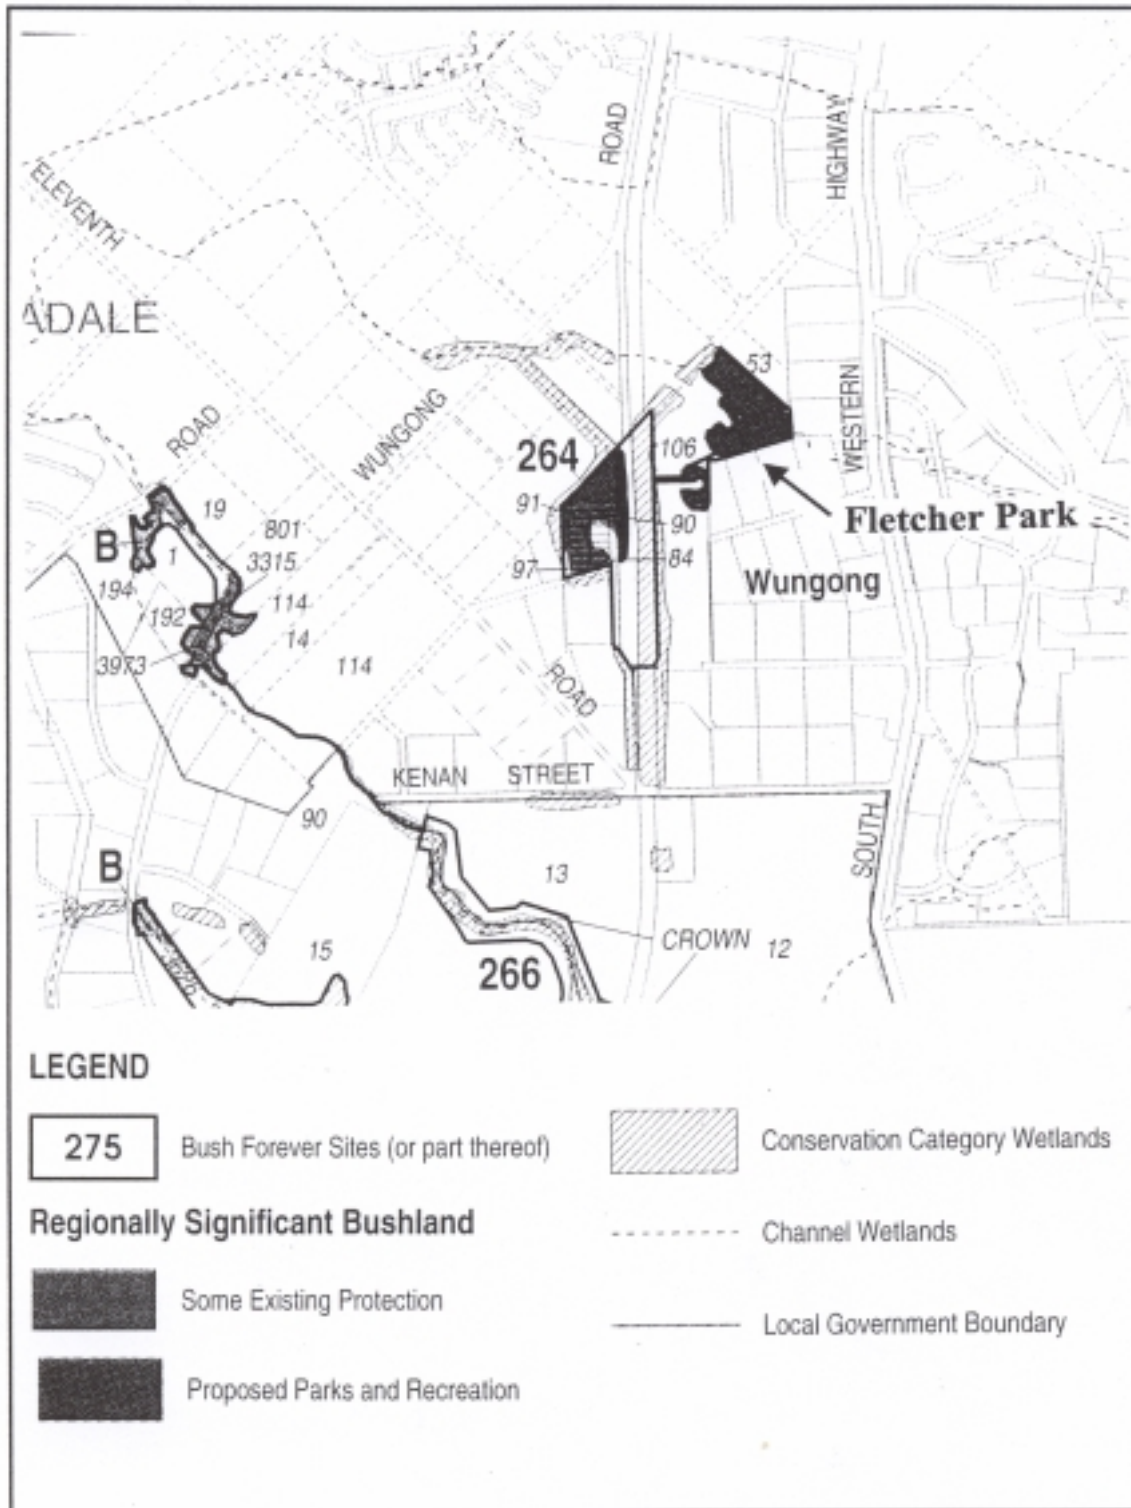 ROAD
HIGHWAY
ELEVENTH
ADALE
53
ROAD
WUNGONG
WESTERN
264
106
91
19
Fletcher Park
801
90
B
1
3315
84
97
Wungong
194
114
192
14
3973
114
ROAD
KENAN STREET
90
SOUTH
B
13
CROWN
12
15
266
LEGEND
275
Bush Forever Sites (or part thereof)
Conservation Category Wetlands
Regionally Significant Bushland
Channel Wetlands
Some Existing Protection
Local Government Boundary
Proposed Parks and Recreation